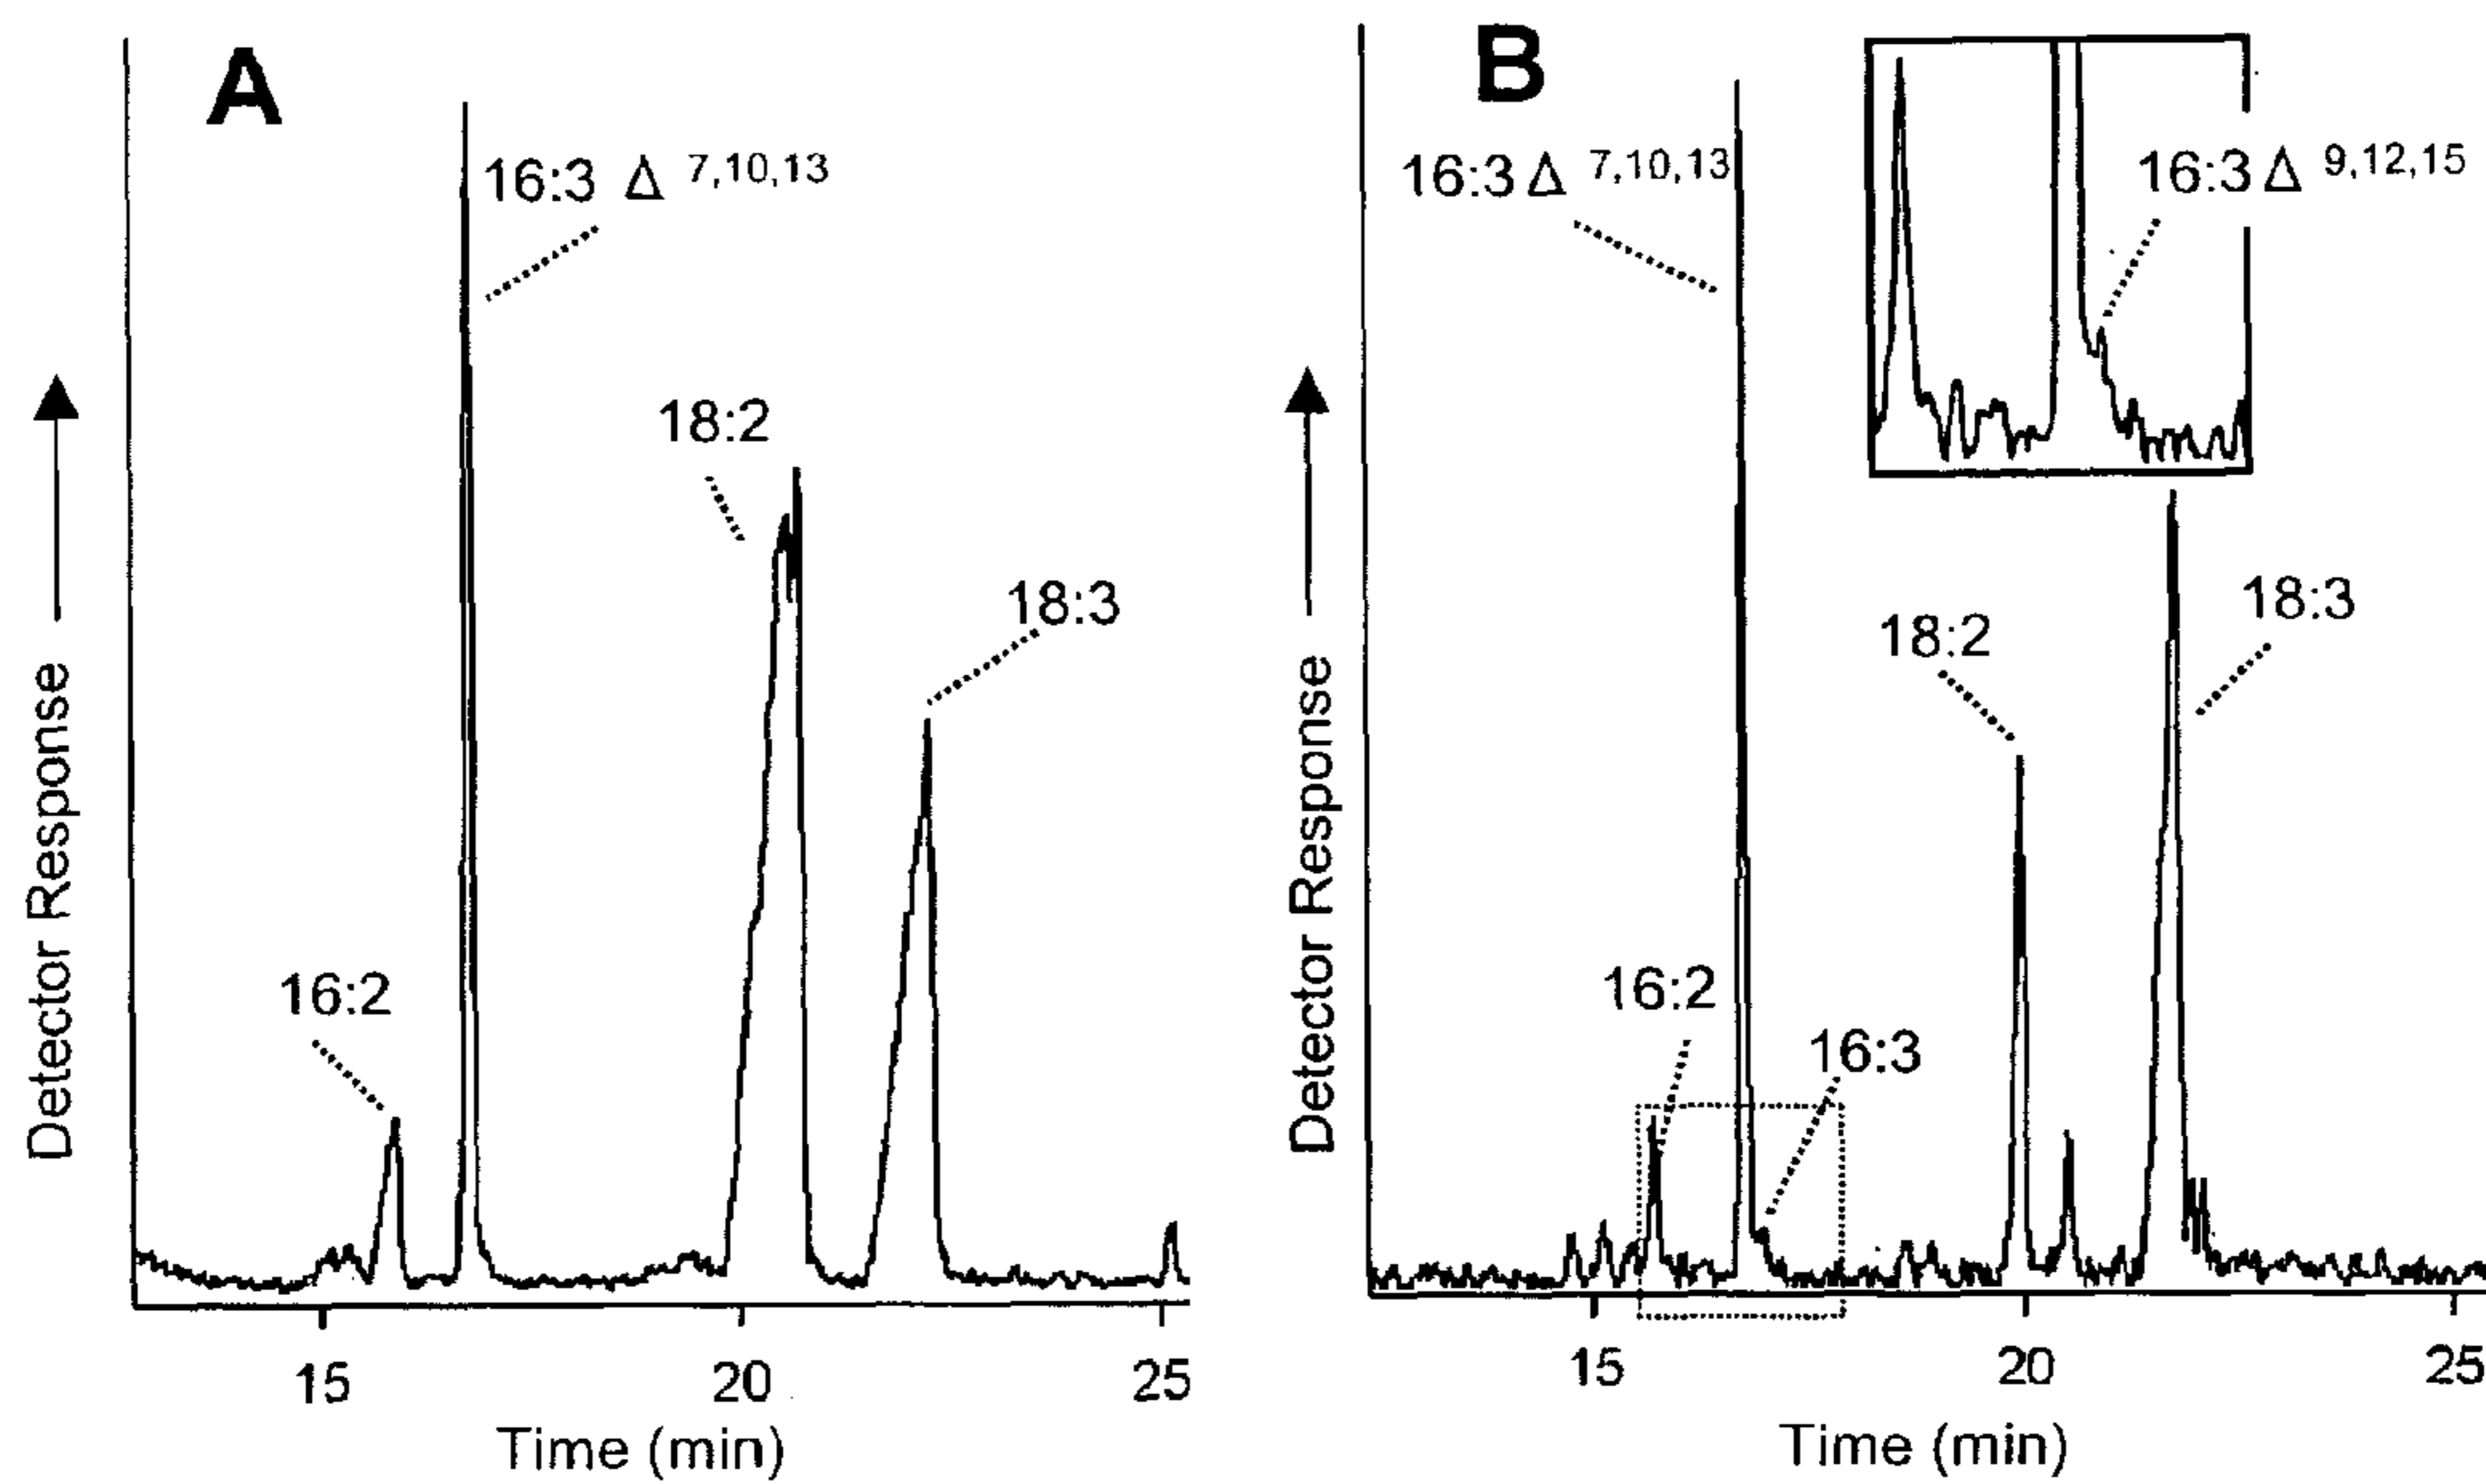 A
16:3 Δ 7,10,13
18:2
18:3
16:2
Detector Response
15
20
25
Time (min)
B
16:3 Δ 7,10,13
16:3 Δ 9,12,15
18:2
18:3
16:2
16:3
Detector Response
15
20
25
Time (min)